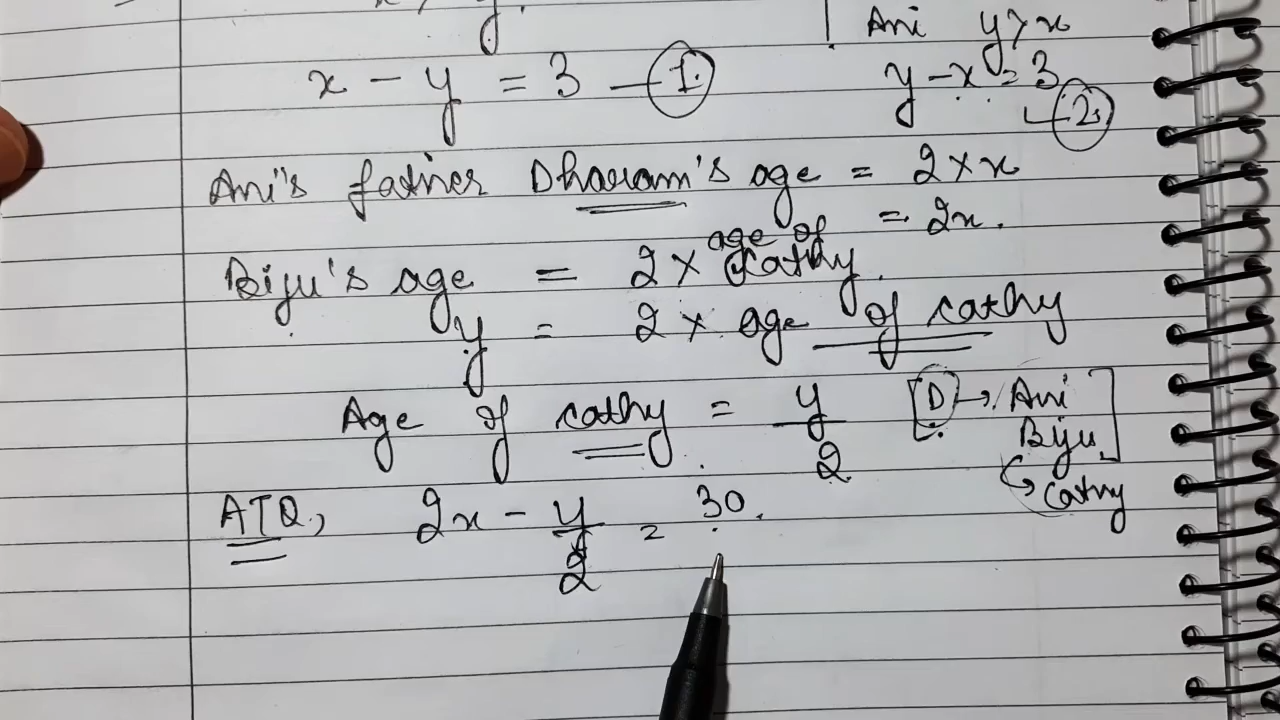 Ani y > x
x - y = 3 — 1.
y - x = 3
— 2.
Ani's father Dharam's age = 2 × x
= 2x.
Biju's age = 2 × age of Cathy.
y = 2 × age of cathy
Age of cathy = y/2 [D → Ani
Biju]
→ Cathy
ATQ, 2x - y/2 = 30.